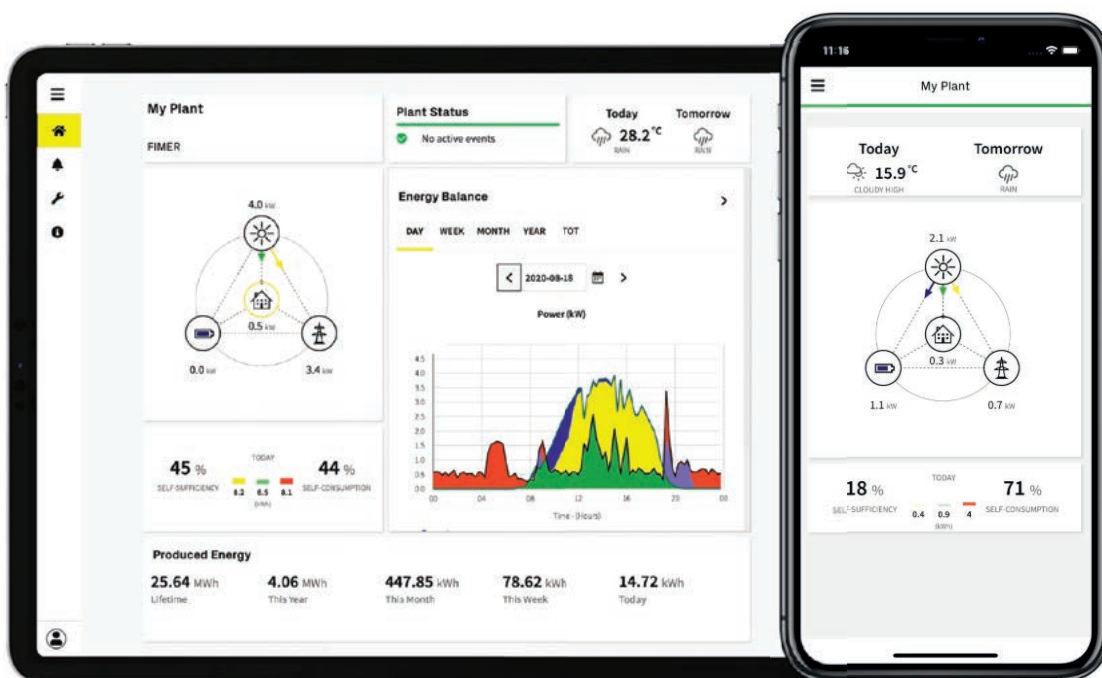 My Plant
FIMER
Plant Status
No active events
Today
28.2 °C
RAIN
Tomorrow
RAIN
4.0 kW
0.5 kW
0.0 kW
3.4 kW
Energy Balance
DAY WEEK MONTH YEAR TOT
Power (kW)
4.5
4.0
3.5
3.0
2.5
2.0
1.5
1.0
0.5
0.0
00 04 08 12 16 20 00
Time - (Hours)
45 %
SELF-SUFFICIENCY
TODAY
8.2 6.5 8.1
(kWh)
44 %
SELF-CONSUMPTION
Produced Energy
25.64 MWh
Lifetime
4.06 MWh
This Year
447.85 kWh
This Month
78.62 kWh
This Week
14.72 kWh
Today
11:16
My Plant
Today
15.9 °C
CLOUDY HIGH
Tomorrow
RAIN
2.1 kW
0.3 kW
1.1 kW
0.7 kW
18 %
SELF-SUFFICIENCY
TODAY
0.4 0.9 4
(kWh)
71 %
SELF-CONSUMPTION